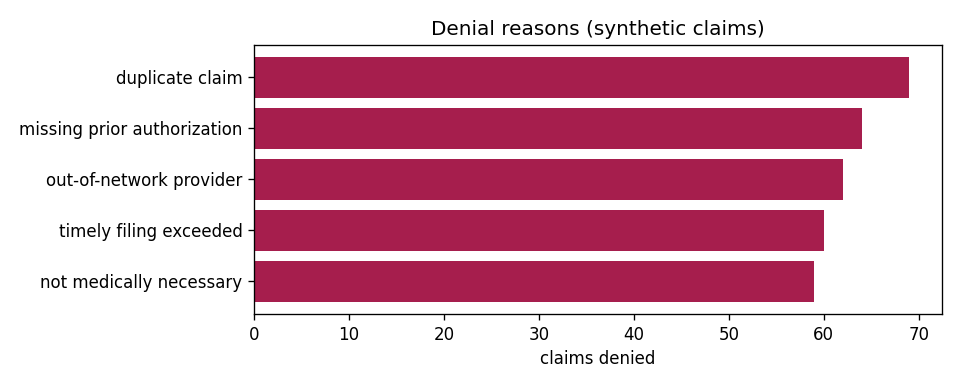 Denial reasons (synthetic claims)
duplicate claim
missing prior authorization
out-of-network provider
timely filing exceeded
not medically necessary
0 10 20 30 40 50 60 70
claims denied